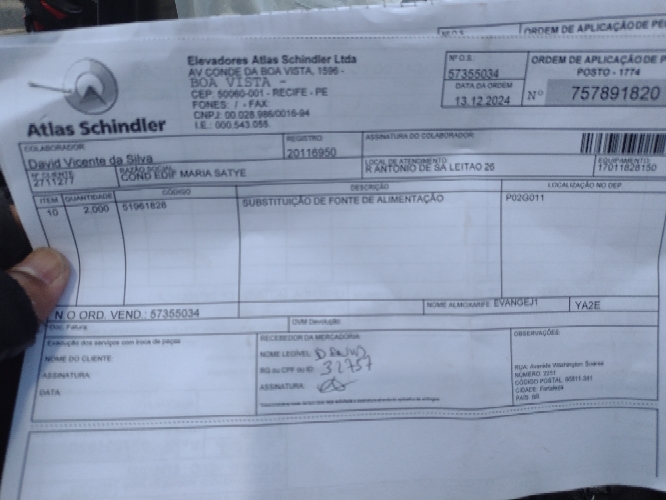 Nº O.S.
ORDEM DE APLICAÇÃO DE PE
Elevadores Atlas Schindler Ltda
AV CONDE DA BOA VISTA, 1596 -
BOA VISTA -
CEP: 50060-001 - RECIFE - PE
FONES: / - FAX:
CNPJ: 00.028.986/0016-94
I.E.: 000.543.055.
Atlas Schindler
Nº O.S.
57355034
DATA DA ORDEM
13.12.2024
ORDEM DE APLICAÇÃO DE P
POSTO - 1774
Nº 757891820
COLABORADOR
David Vicente da Silva
REGISTRO
20116950
ASSINATURA DO COLABORADOR
Nº CLIENTE
2711277
RAZÃO SOCIAL
COND EDIF MARIA SATYE
LOCAL DE ATENDIMENTO
R ANTONIO DE SA LEITAO 26
EQUIPAMENTO
17011828150
ITEM QUANTIDADE CÓDIGO DESCRIÇÃO LOCALIZAÇÃO NO DEP.
10 2,000 51961828 SUBSTITUIÇÃO DE FONTE DE ALIMENTAÇÃO P02G011
N.O ORD. VEND.: 57355034
NOME ALMOXARIFE: EVANGEJ1
YA2E
Doc. Fatura:
OVM Devolução:
Execução dos serviços com troca de peças
NOME DO CLIENTE:
ASSINATURA:
DATA:
RECEBEDOR DA MERCADORIA:
NOME LEGÍVEL: DAVID
RG ou CPF ou ID: 32757
ASSINATURA:
OBSERVAÇÕES:
RUA: Avenida Washington Soares
CÓDIGO POSTAL: 60811-341
CIDADE: Fortaleza
PAÍS: BR